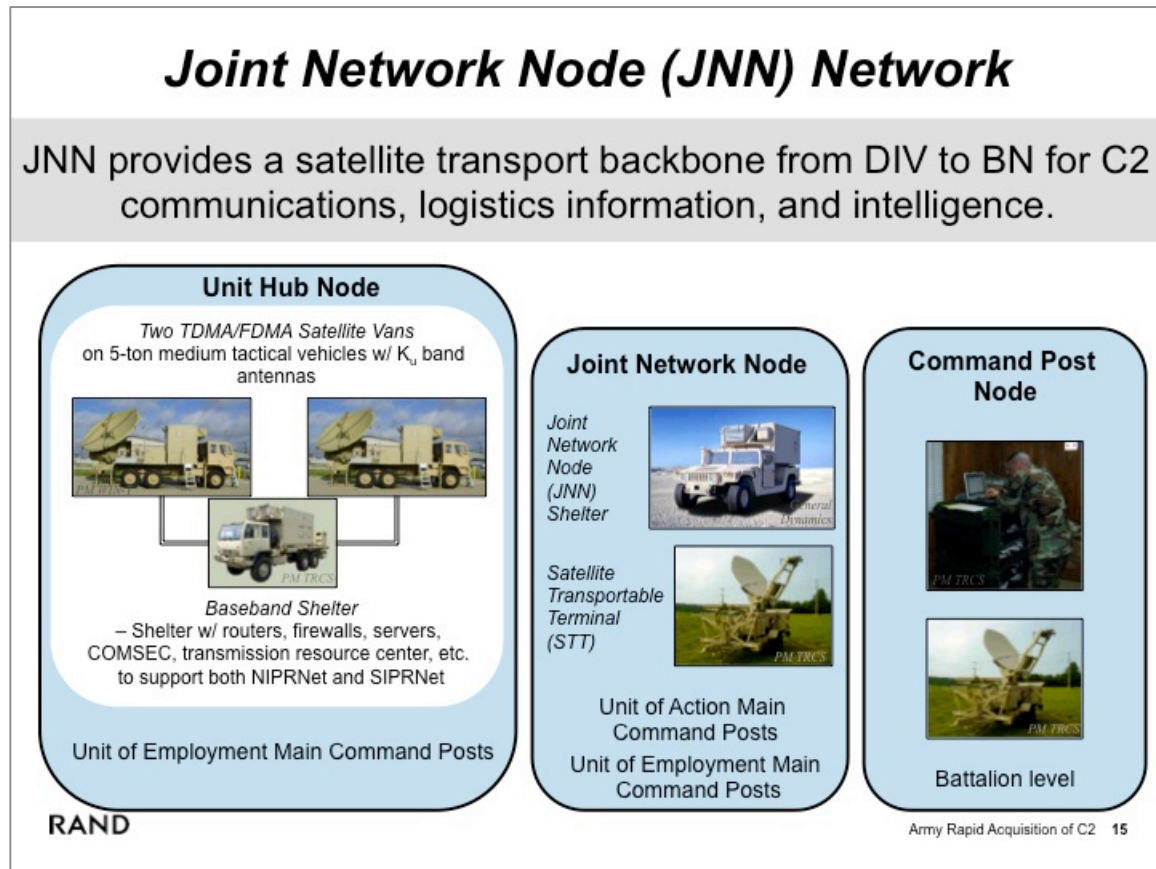 Joint Network Node (JNN) Network
JNN provides a satellite transport backbone from DIV to BN for C2
communications, logistics information, and intelligence.
Unit Hub Node
Two TDMA/FDMA Satellite Vans
on 5-ton medium tactical vehicles w/ Ku band
antennas
PM WIN-T
PM TRCS
Baseband Shelter
– Shelter w/ routers, firewalls, servers,
COMSEC, transmission resource center, etc.
to support both NIPRNet and SIPRNet
Unit of Employment Main Command Posts
Joint Network Node
Joint
Network
Node
(JNN)
Shelter
General
Dynamics
Satellite
Transportable
Terminal
(STT)
PM TRCS
Unit of Action Main
Command Posts
Unit of Employment Main
Command Posts
Command Post
Node
PM TRCS
PM TRCS
Battalion level
RAND
Army Rapid Acquisition of C2 15